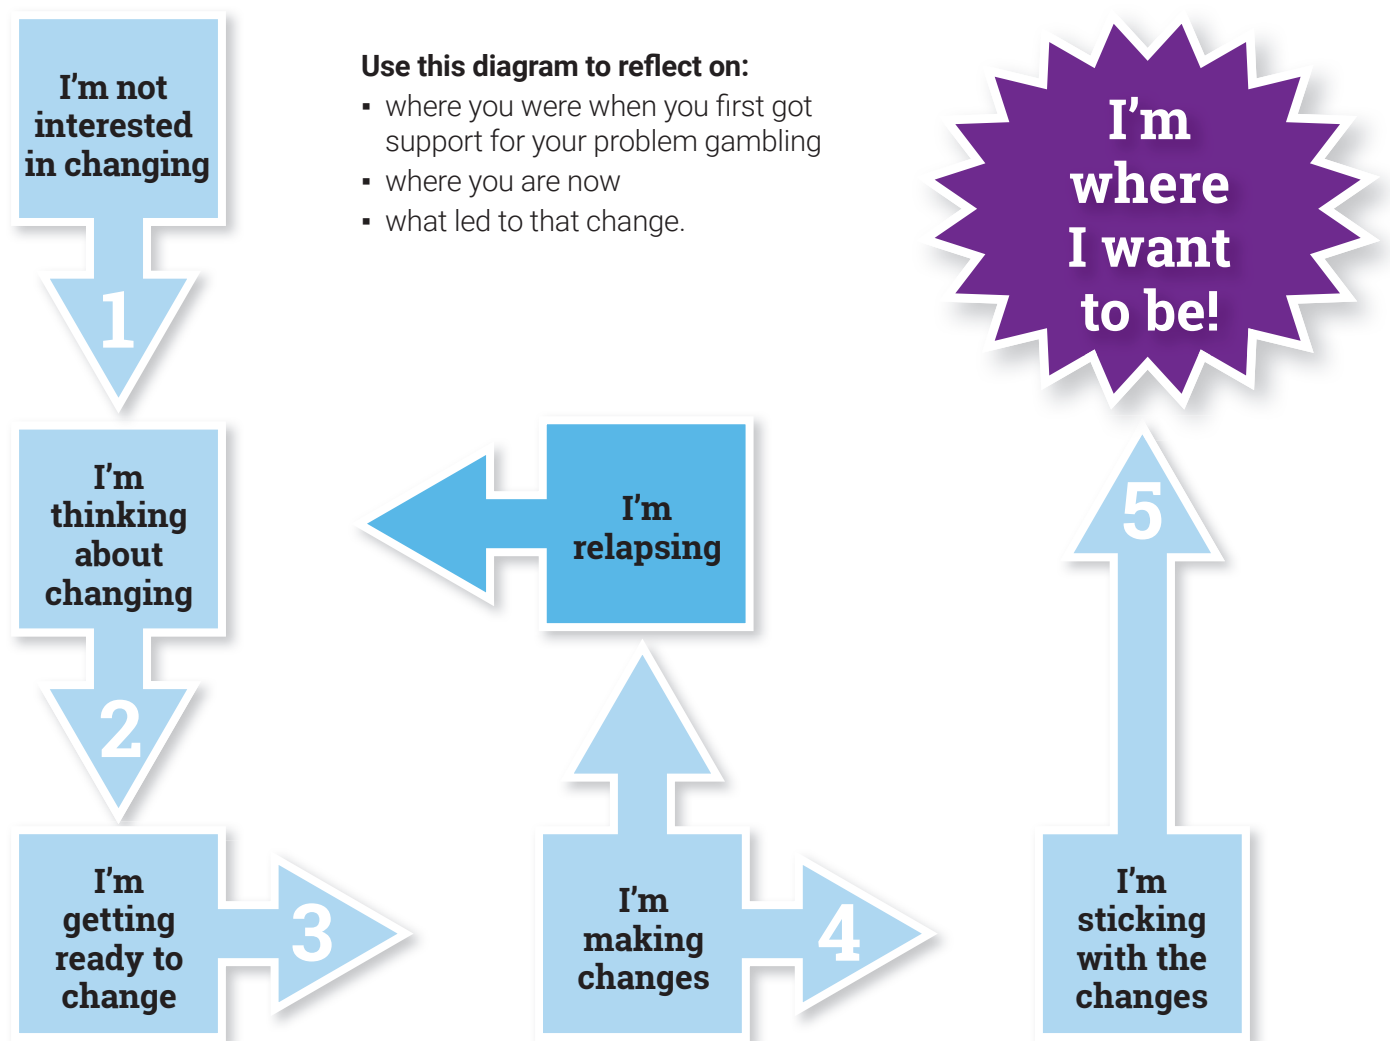 I'm not
interested
in changing
Use this diagram to reflect on:
▪ where you were when you first got
support for your problem gambling
▪ where you are now
▪ what led to that change.
I'm
where
I want
to be!
1
I'm
thinking
about
changing
I'm
relapsing
5
2
I'm
getting
ready to
change
3
I'm
making
changes
4
I'm
sticking
with the
changes